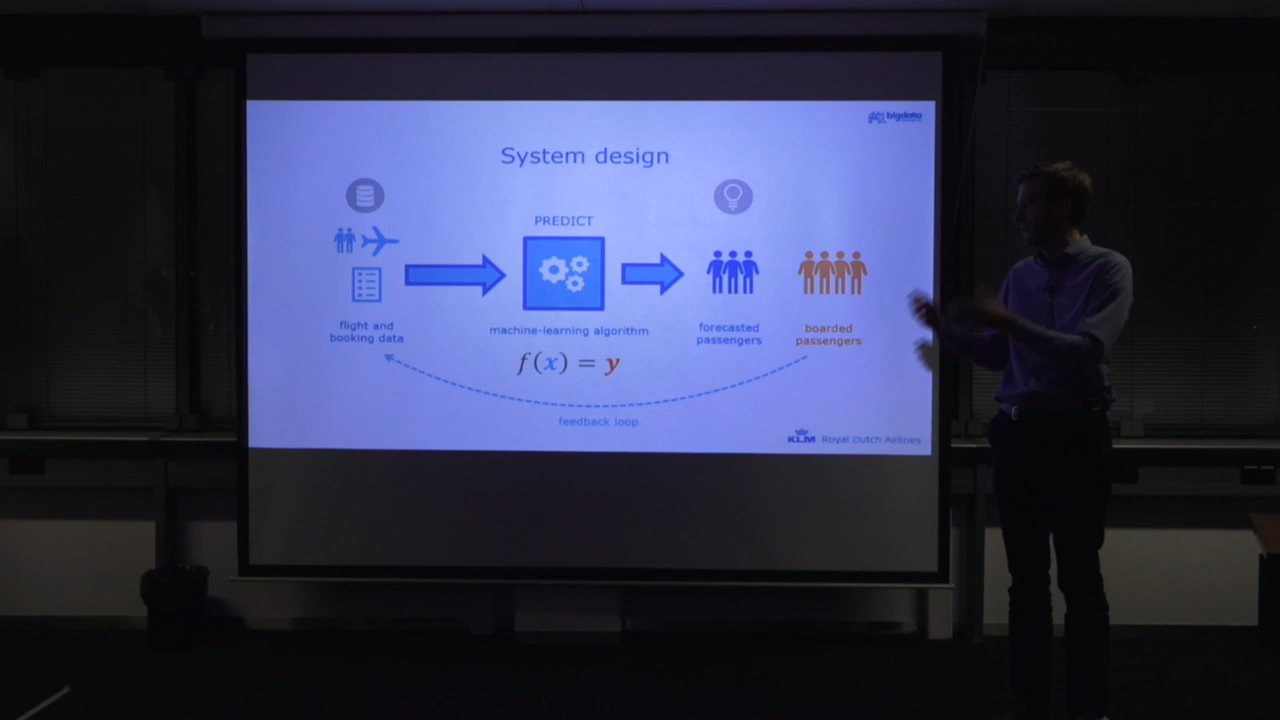 bigdata
System design
PREDICT
flight and
booking data
machine-learning algorithm
f(x) = y
forecasted
passengers
boarded
passengers
feedback loop
KLM Royal Dutch Airlines